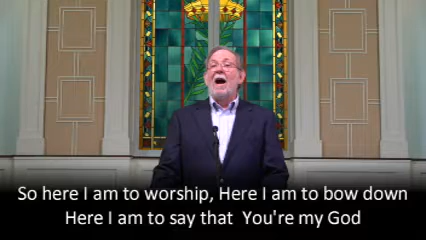 So here I am to worship, Here I am to bow down
Here I am to say that  You're my God